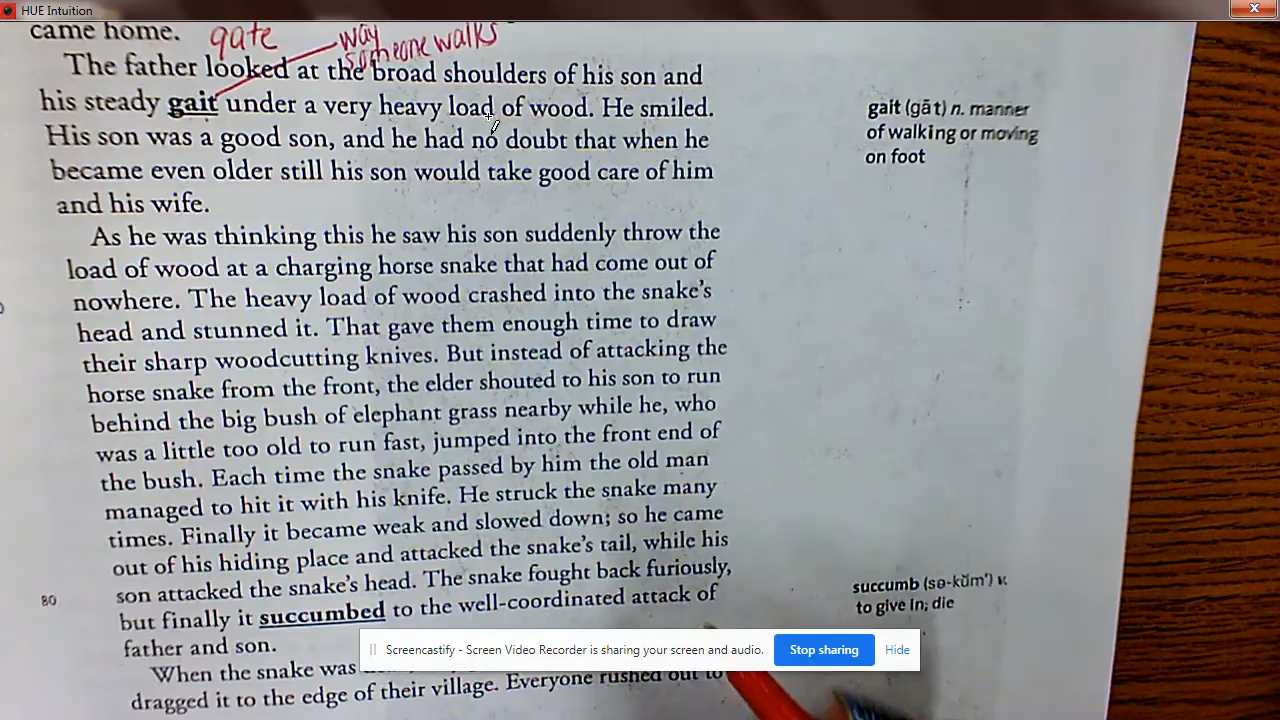 HUE Intuition
came home.
gate
way
someone walks
The father looked at the broad shoulders of his son and
his steady gait under a very heavy load of wood. He smiled.
His son was a good son, and he had no doubt that when he
became even older still his son would take good care of him
and his wife.
gait (gāt) n. manner
of walking or moving
on foot
As he was thinking this he saw his son suddenly throw the
load of wood at a charging horse snake that had come out of
nowhere. The heavy load of wood crashed into the snake's
head and stunned it. That gave them enough time to draw
their sharp woodcutting knives. But instead of attacking the
horse snake from the front, the elder shouted to his son to run
behind the big bush of elephant grass nearby while he, who
was a little too old to run fast, jumped into the front end of
the bush. Each time the snake passed by him the old man
managed to hit it with his knife. He struck the snake many
times. Finally it became weak and slowed down; so he came
out of his hiding place and attacked the snake's tail, while his
son attacked the snake's head. The snake fought back furiously,
80
but finally it succumbed to the well-coordinated attack of
father and son.
succumb (sə-kŭm') v.
to give in; die
Screencastify - Screen Video Recorder is sharing your screen and audio.
Stop sharing
Hide
When the snake was
dragged it to the edge of their village. Everyone rushed out to